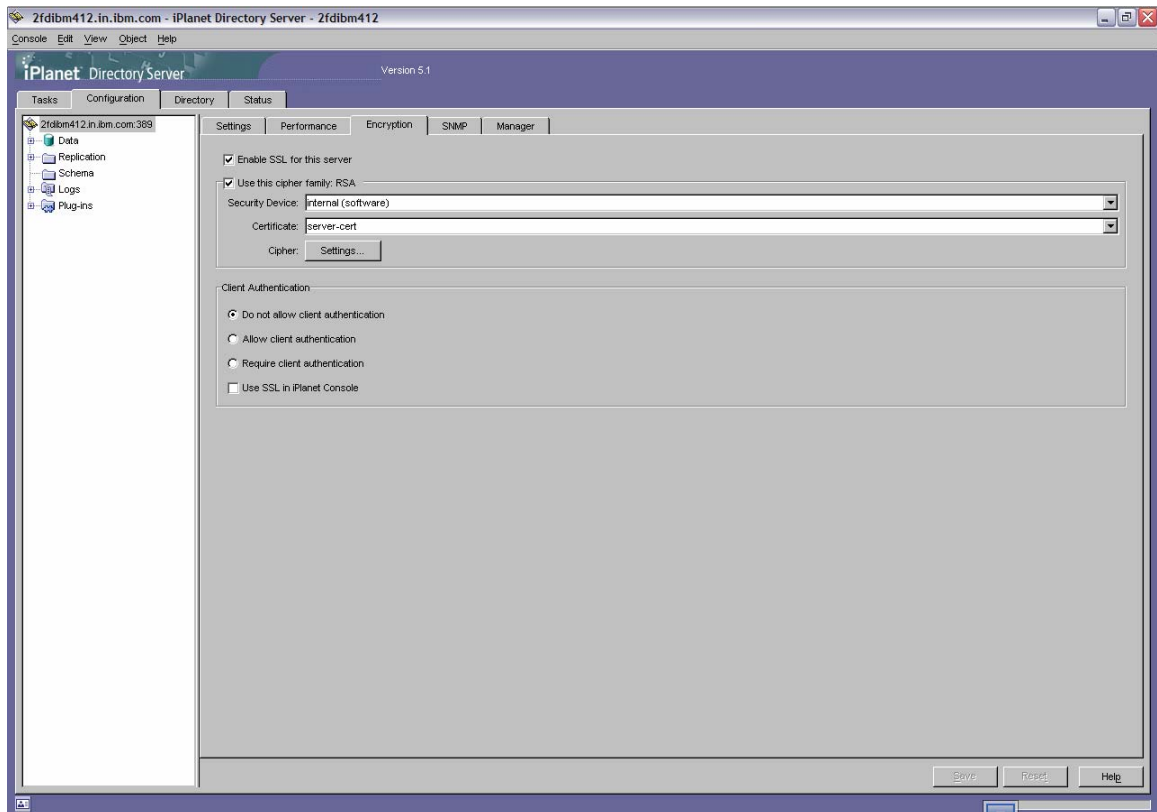 2fdibm412.in.ibm.com - iPlanet Directory Server - 2fdibm412
Console Edit View Object Help
iPlanet Directory Server
Version 5.1
Tasks Configuration Directory Status
2fdibm412.in.ibm.com:389
Data
Replication
Schema
Logs
Plug-ins
Settings Performance Encryption SNMP Manager
Enable SSL for this server
Use this cipher family: RSA
Security Device: internal (software)
Certificate: server-cert
Cipher: Settings...
Client Authentication
Do not allow client authentication
Allow client authentication
Require client authentication
Use SSL in iPlanet Console
Save Reset Help